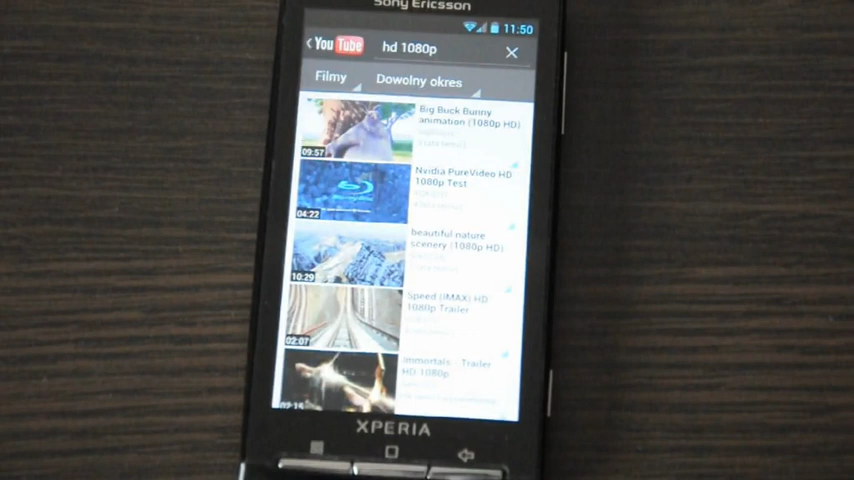 Sony Ericsson
11:50
YouTube
hd 1080p
Filmy
Dowolny okres
Big Buck Bunny
animation (1080p HD)
09:57
Nvidia PureVideo HD
1080p Test
04:22
beautiful nature
scenery (1080p HD)
10:29
Speed (IMAX) HD
1080p Trailer
02:07
Immortals - Trailer
HD 1080p
02:15
XPERIA